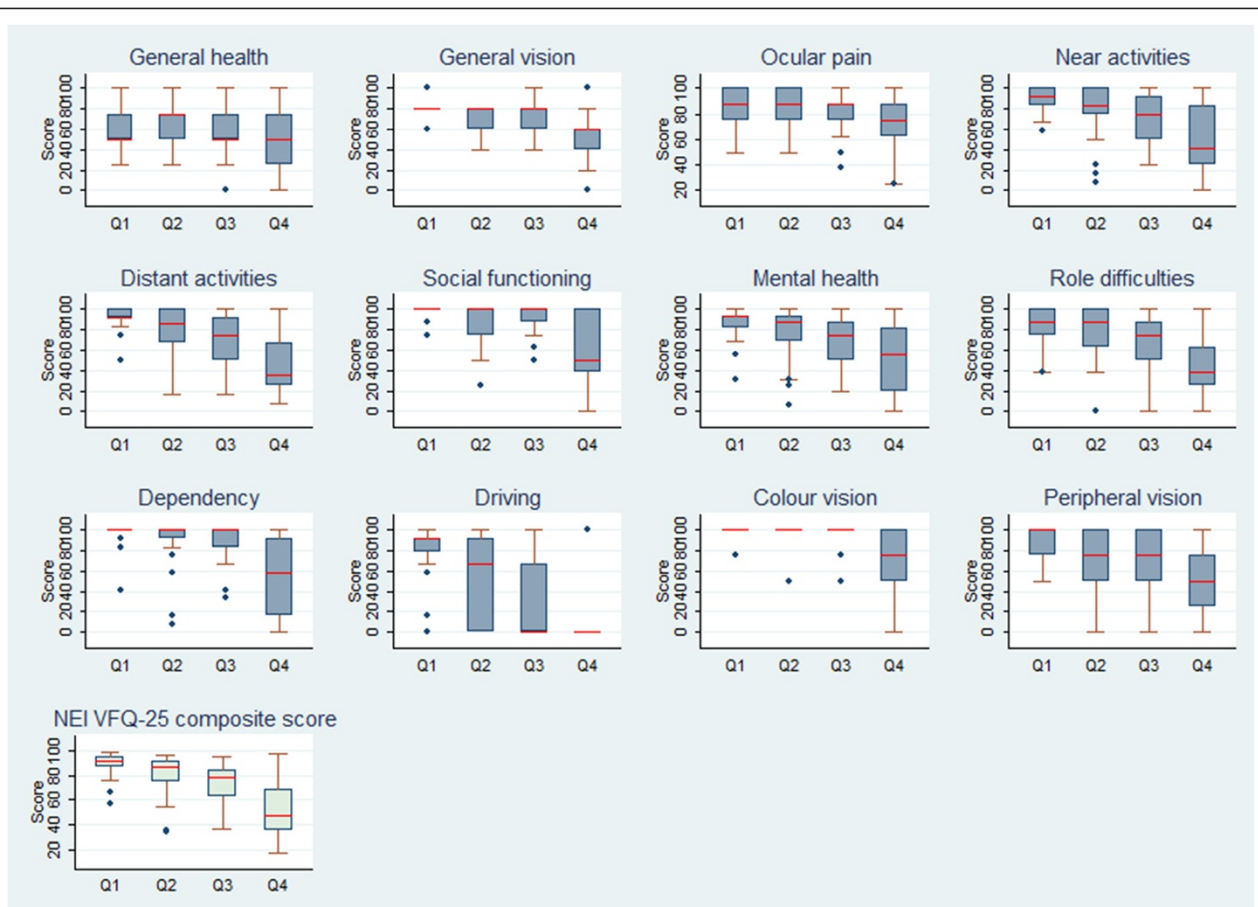 General health
General vision
Ocular pain
Near activities
Score
0 20 40 60 80 100
Score
0 20 40 60 80 100
Score
20 40 60 80 100
Score
0 20 40 60 80 100
Q1 Q2 Q3 Q4
Q1 Q2 Q3 Q4
Q1 Q2 Q3 Q4
Q1 Q2 Q3 Q4
Distant activities
Social functioning
Mental health
Role difficulties
Score
0 20 40 60 80 100
Score
0 20 40 60 80 100
Score
0 20 40 60 80 100
Score
0 20 40 60 80 100
Q1 Q2 Q3 Q4
Q1 Q2 Q3 Q4
Q1 Q2 Q3 Q4
Q1 Q2 Q3 Q4
Dependency
Driving
Colour vision
Peripheral vision
Score
0 20 40 60 80 100
Score
0 20 40 60 80 100
Score
0 20 40 60 80 100
Score
0 20 40 60 80 100
Q1 Q2 Q3 Q4
Q1 Q2 Q3 Q4
Q1 Q2 Q3 Q4
Q1 Q2 Q3 Q4
NEI VFQ-25 composite score
Score
20 40 60 80 100
Q1 Q2 Q3 Q4